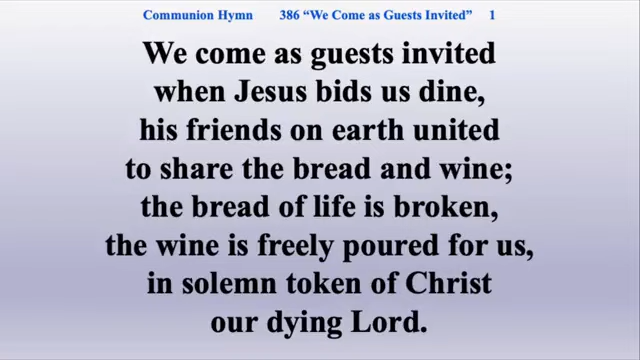 Communion Hymn 386 “We Come as Guests Invited” 1
We come as guests invited
when Jesus bids us dine,
his friends on earth united
to share the bread and wine;
the bread of life is broken,
the wine is freely poured for us,
in solemn token of Christ
our dying Lord.